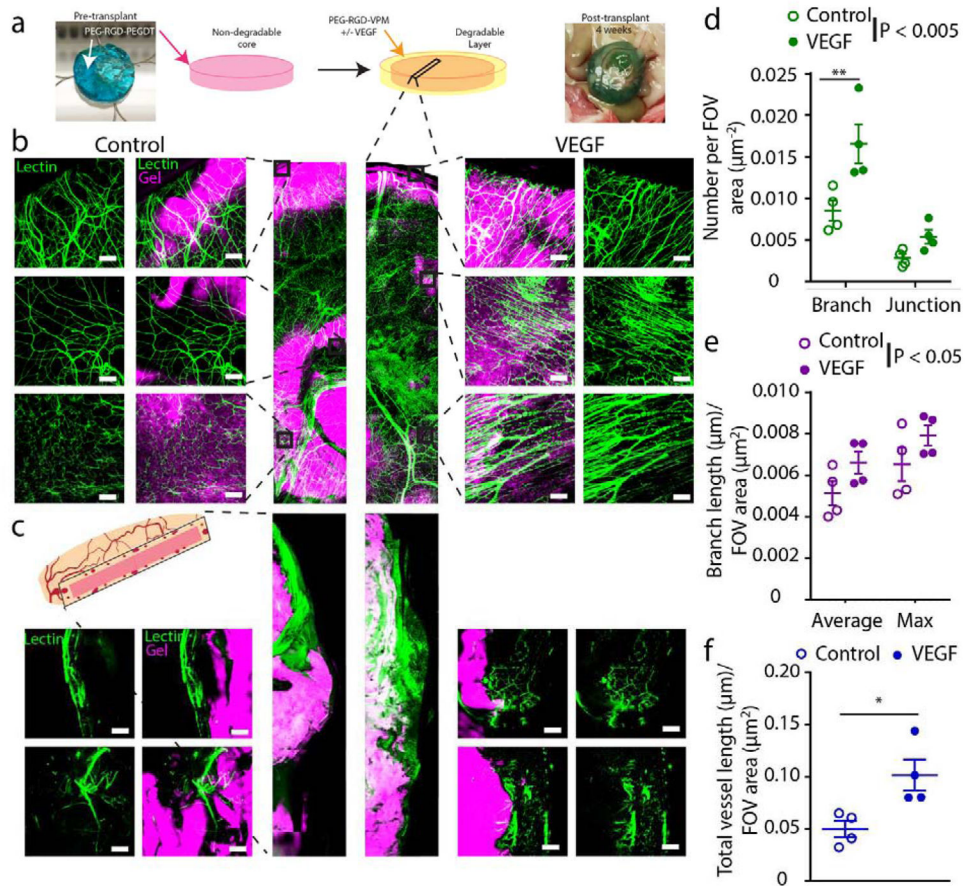 a
Pre-transplant
PEG-RGD-PEGDT
Non-degradable
core
PEG-RGD-VPM
+/- VEGF
Degradable
Layer
Post-transplant
4 weeks
b
Control
VEGF
Lectin
Lectin
Gel
c
Lectin
Lectin
Gel
d
Control
VEGF
P < 0.005
Number per FOV
area (µm⁻²)
0.025
0.020
0.015
0.010
0.005
0
**
Branch
Junction
e
Control
VEGF
P < 0.05
Branch length (µm)/
FOV area (µm²)
0.010
0.008
0.006
0.004
0.002
0
Average
Max
f
Control
VEGF
Total vessel length (µm)/
FOV area (µm²)
0.20
0.15
0.10
0.05
0
*